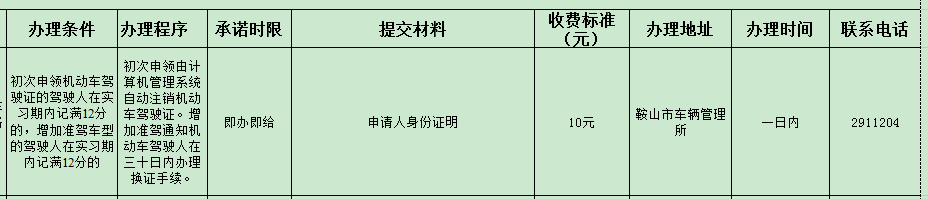 办理条件
办理程序
承诺时限
提交材料
收费标准
（元）
办理地址
办理时间
联系电话
初次申领机动车驾
驶证的驾驶人在实
习期内记满12分
的，增加准驾车型
的驾驶人在实习期
内记满12分的
初次申领由计
算机管理系统
自动注销机动
车驾驶证。增
加准驾通知机
动车驾驶人在
三十日内办理
换证手续。
即办即给
申请人身份证明
10元
鞍山市车辆管理
所
一日内
2911204